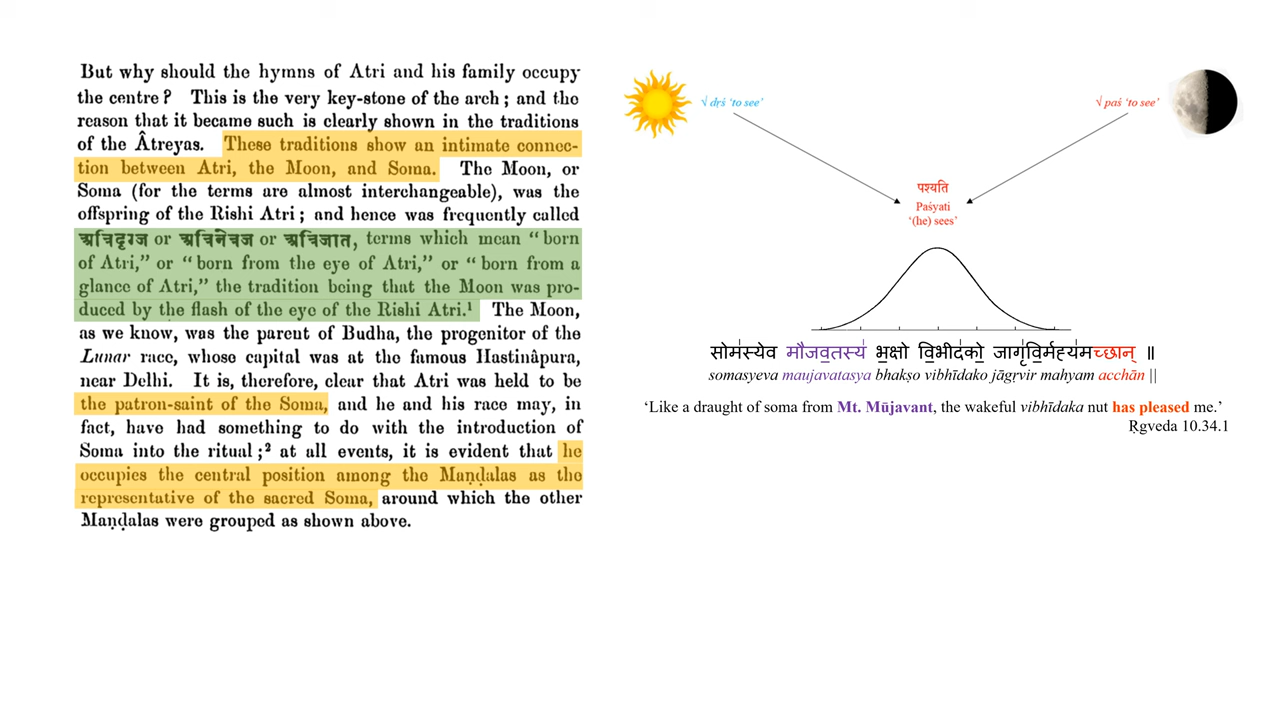 But why should the hymns of Atri and his family occupy
the centre? This is the very key-stone of the arch; and the
reason that it became such is clearly shown in the traditions
of the Âtreyas. These traditions show an intimate connec-
tion between Atri, the Moon, and Soma. The Moon, or
Soma (for the terms are almost interchangeable), was the
offspring of the Rishi Atri; and hence was frequently called
अत्रिदृग्ज or अत्रिनेत्रज or अत्रिजात, terms which mean “born
of Atri,” or “born from the eye of Atri,” or “born from a
glance of Atri,” the tradition being that the Moon was pro-
duced by the flash of the eye of the Rishi Atri.¹ The Moon,
as we know, was the parent of Budha, the progenitor of the
Lunar race, whose capital was at the famous Hastinâpura,
near Delhi. It is, therefore, clear that Atri was held to be
the patron-saint of the Soma, and he and his race may, in
fact, have had something to do with the introduction of
Soma into the ritual;² at all events, it is evident that he
occupies the central position among the Maṇḍalas as the
representative of the sacred Soma, around which the other
Maṇḍalas were grouped as shown above.
√ dṛś ‘to see’
√ paś ‘to see’
पश्यति
Paśyati
‘(he) sees’
सोम॑स्येव मौजव॒तस्य॑ भ॒क्षो वि॒भीद॑को॒ जागृ॑वि॒र्मह्य॑मच्छान् ॥
somasyeva maujavatasya bhakṣo vibhīdako jāgṛvir mahyam acchān ||
‘Like a draught of soma from Mt. Mūjavant, the wakeful vibhīdaka nut has pleased me.’
Ṛgveda 10.34.1